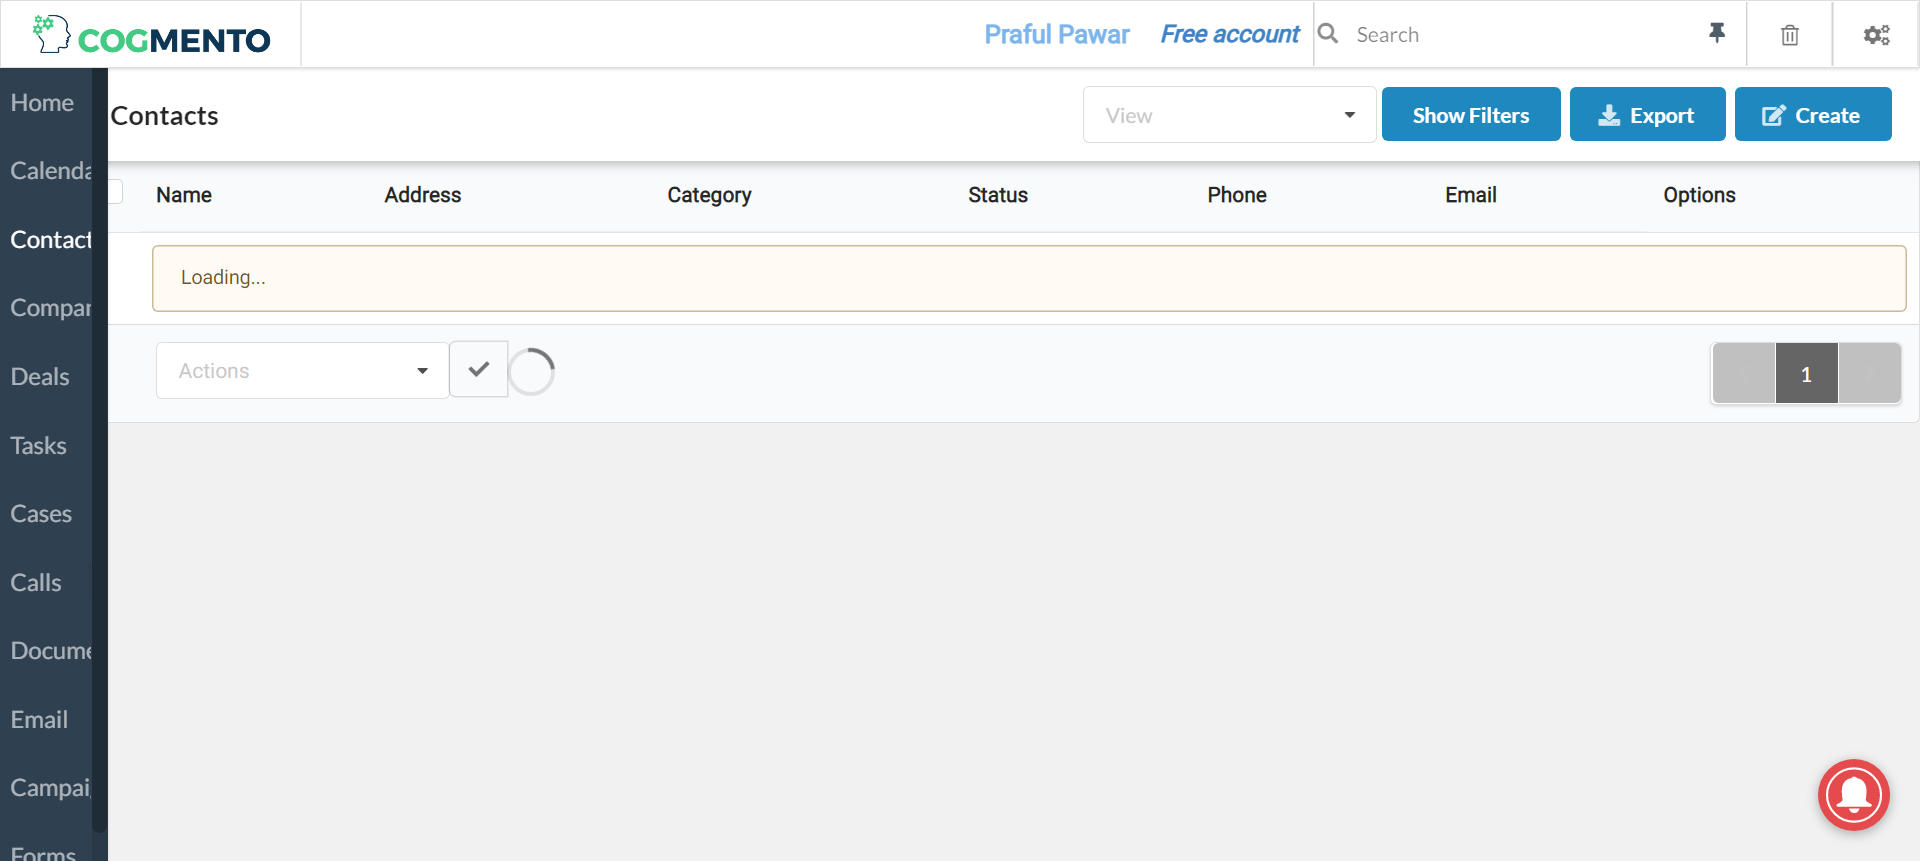 COGMENTO
Praful Pawar
Free account
Search
Home
Calenda
Contact
Compar
Deals
Tasks
Cases
Calls
Docume
Email
Campai
Forms
Contacts
View
Show Filters
Export
Create
Name
Address
Category
Status
Phone
Email
Options
Loading...
Actions
1